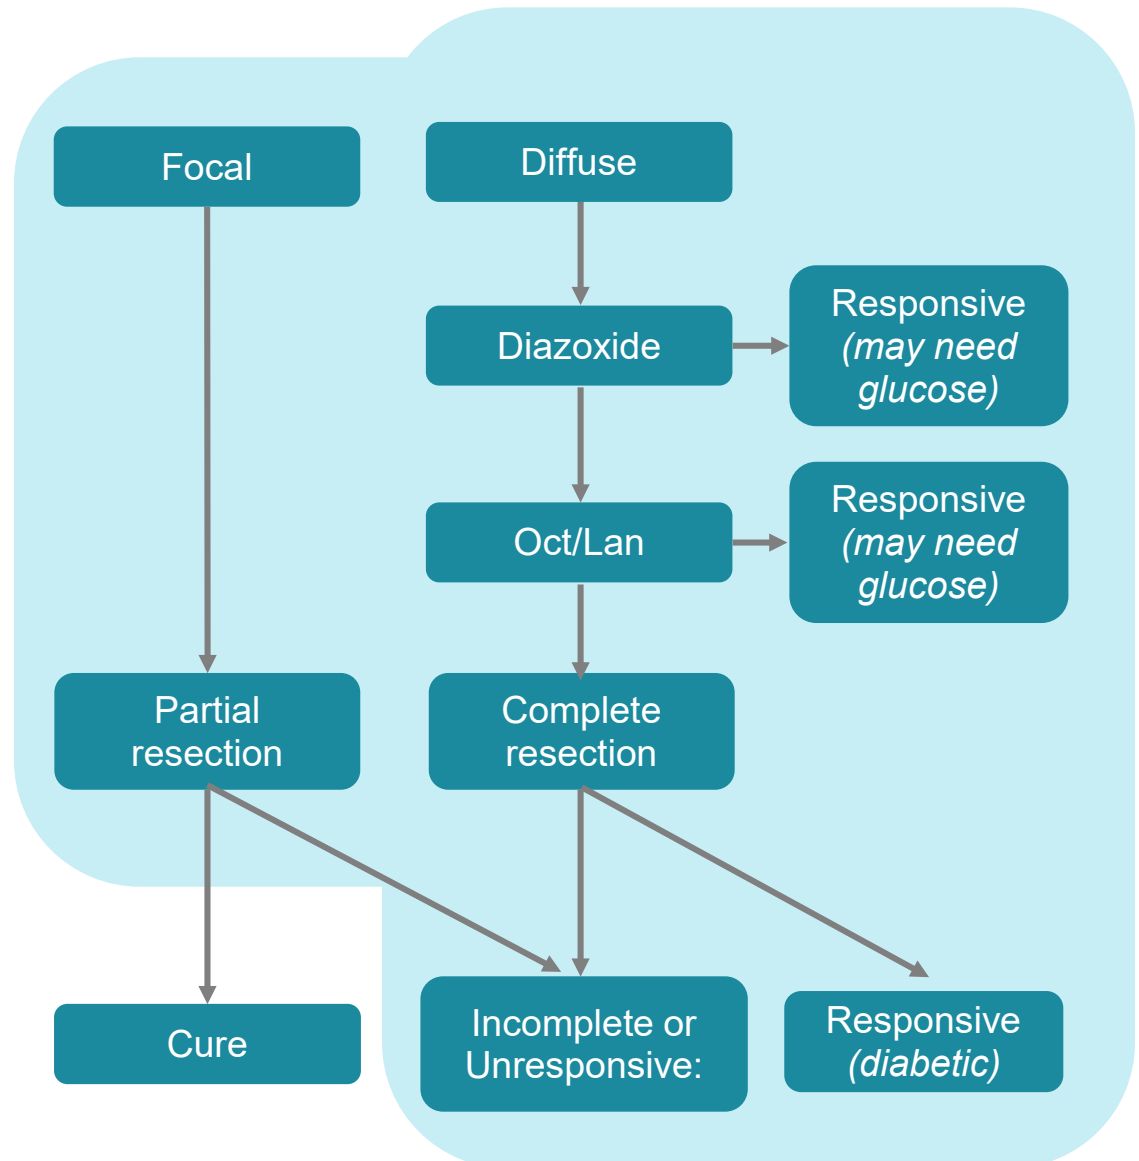 Focal
Diffuse
Diazoxide
Responsive
(may need
glucose)
Oct/Lan
Responsive
(may need
glucose)
Partial
resection
Complete
resection
Cure
Incomplete or
Unresponsive:
Responsive
(diabetic)